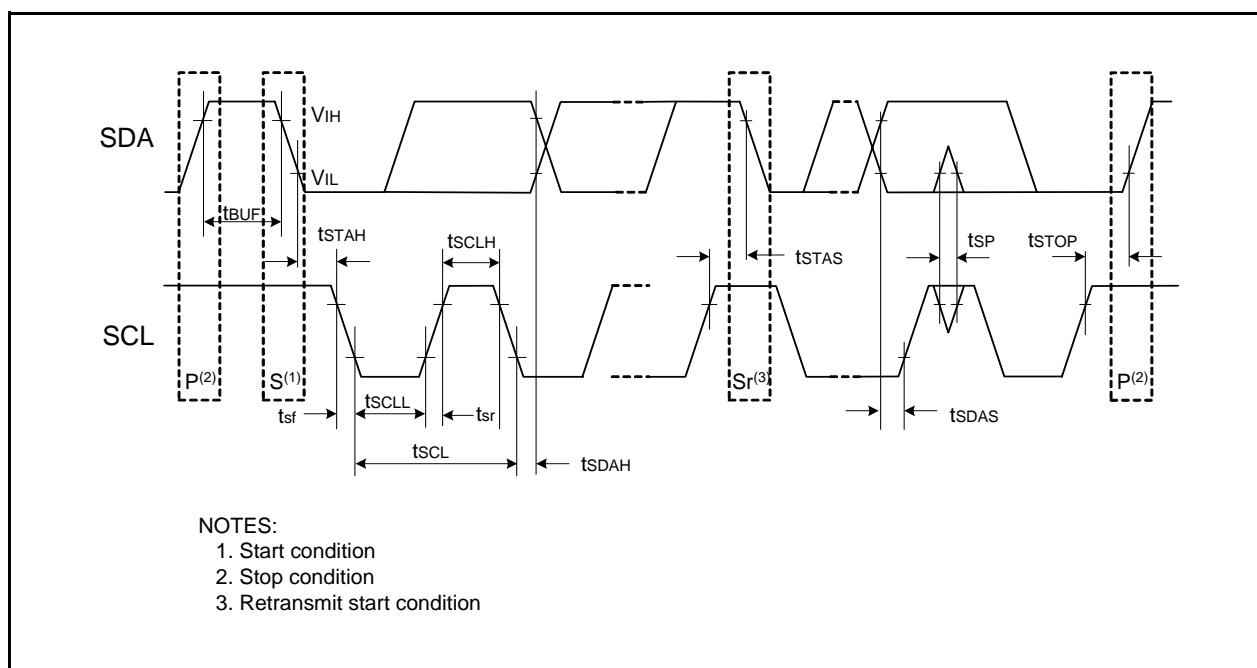 SDA
VIH
VIL
tBUF
tSTAH
tSCLH
tSTAS
tSP
tSTOP
SCL
P(2)
S(1)
Sr(3)
P(2)
tsf
tSCLL
tsr
tSDAS
tSCL
tSDAH
NOTES:
1. Start condition
2. Stop condition
3. Retransmit start condition